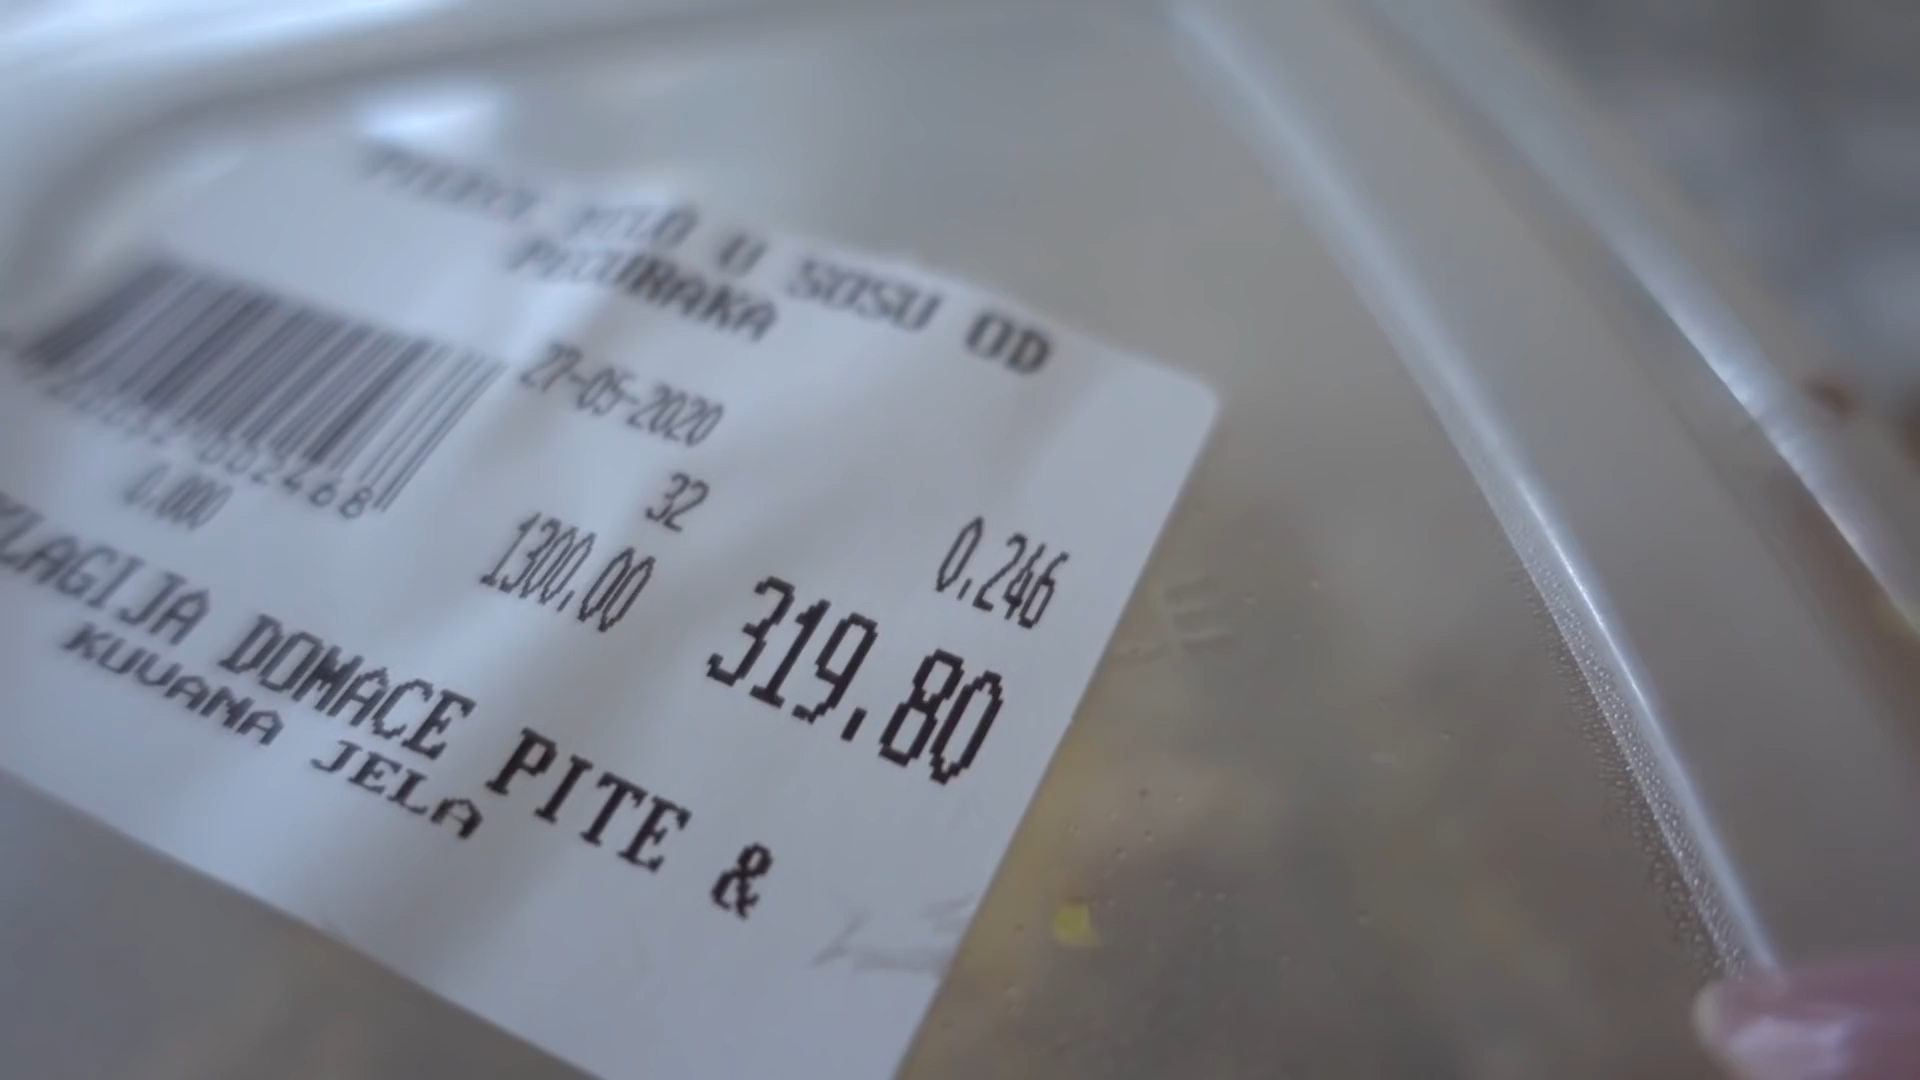 U SOSU OD
PECURAKA
27-05-2020
32
0.000
1300.00
0.246
319.80
DOMACE PITE &
KUVANA JELA